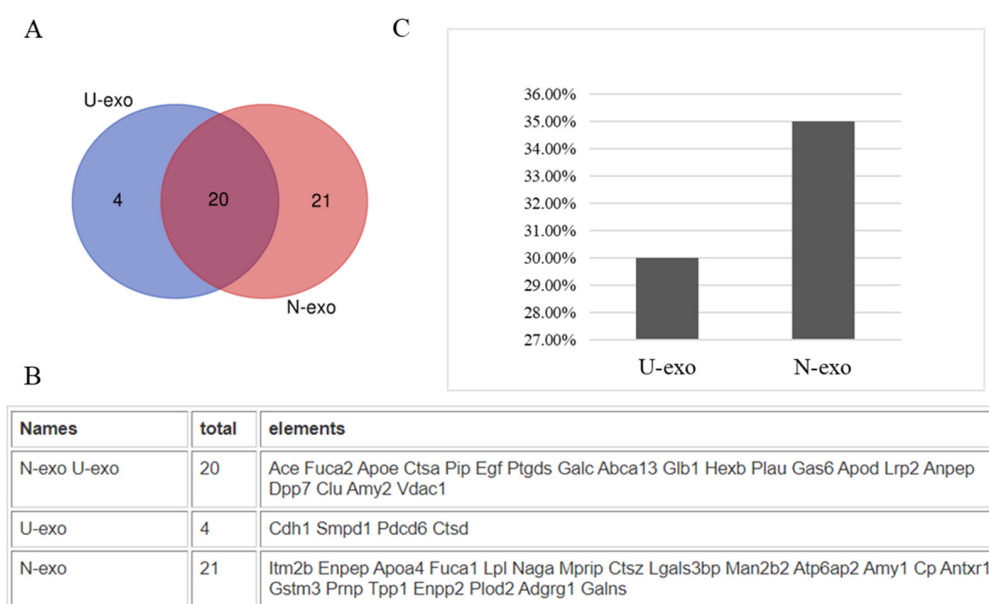 A
U-exo
4
20
21
N-exo
C
36.00%
35.00%
34.00%
33.00%
32.00%
31.00%
30.00%
29.00%
28.00%
27.00%
U-exo N-exo
B
Names total elements
N-exo U-exo 20 Ace Fuca2 Apoe Ctsa Pip Egf Ptgds Galc Abca13 Glb1 Hexb Plau Gas6 Apod Lrp2 Anpep
Dpp7 Clu Amy2 Vdac1
U-exo 4 Cdh1 Smpd1 Pdcd6 Ctsd
N-exo 21 Itm2b Enpep Apoa4 Fuca1 Lpl Naga Mprip Ctsz Lgals3bp Man2b2 Atp6ap2 Amy1 Cp Antxr1
Gstm3 Prnp Tpp1 Enpp2 Plod2 Adgrg1 Galns